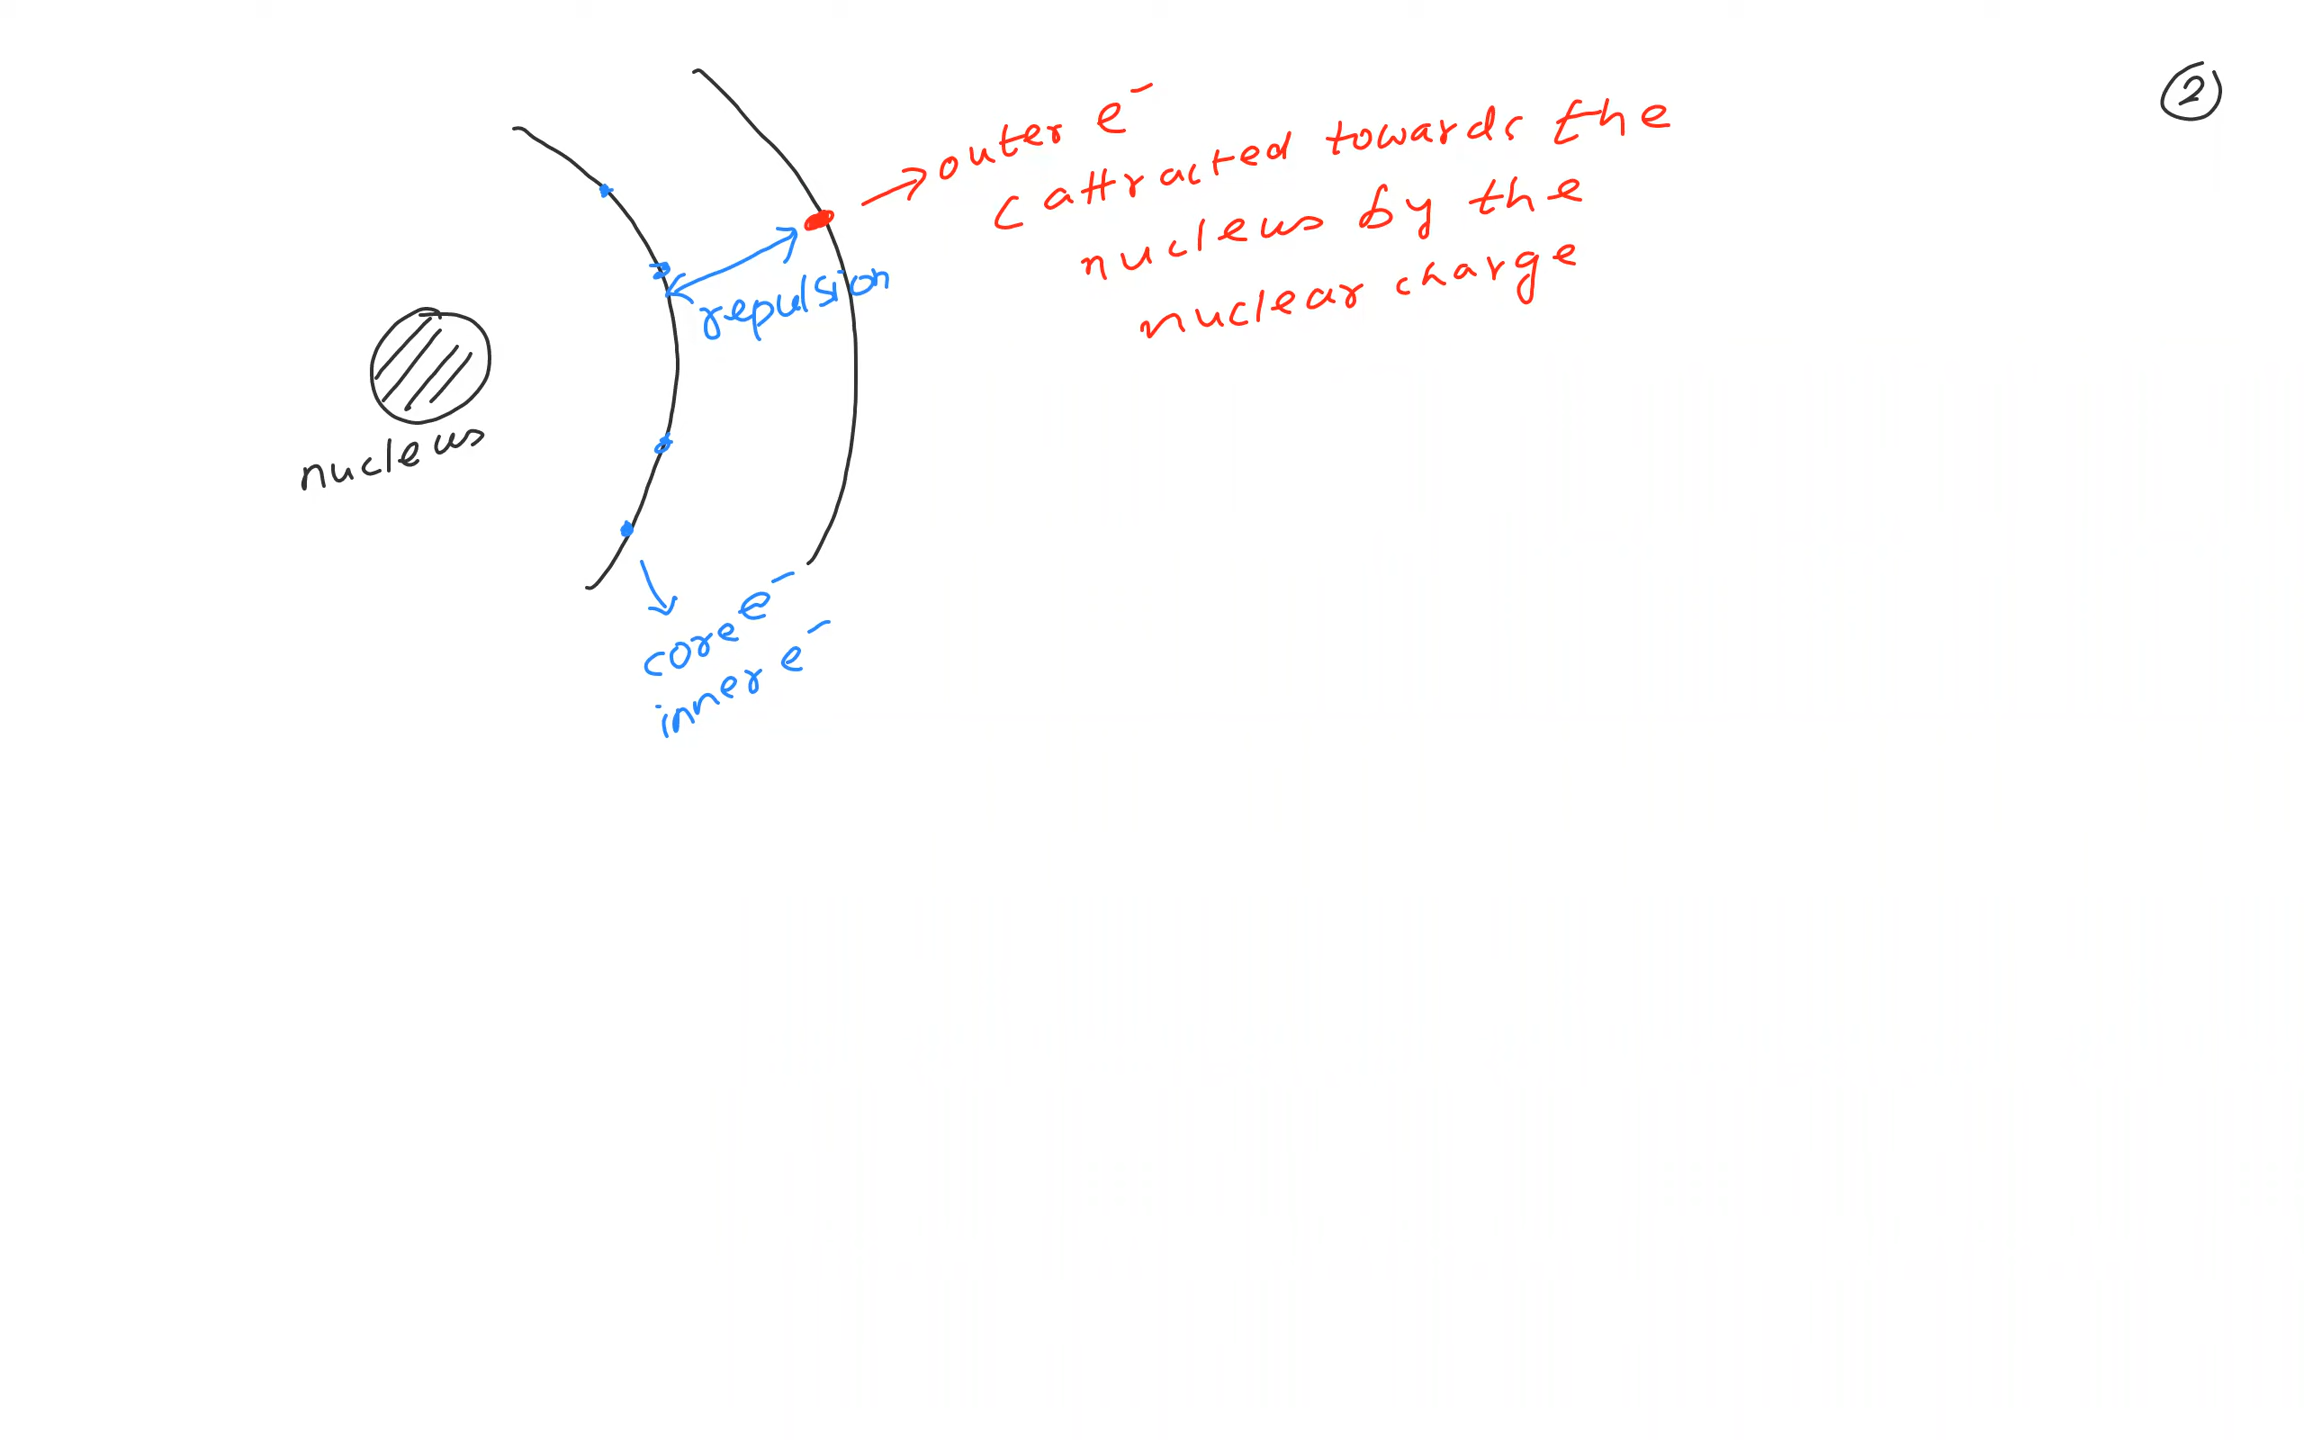 ②
→ outer e⁻
( attracted towards the
nucleus by the
nuclear charge
repulsion
nucleus
core e⁻
inner e⁻